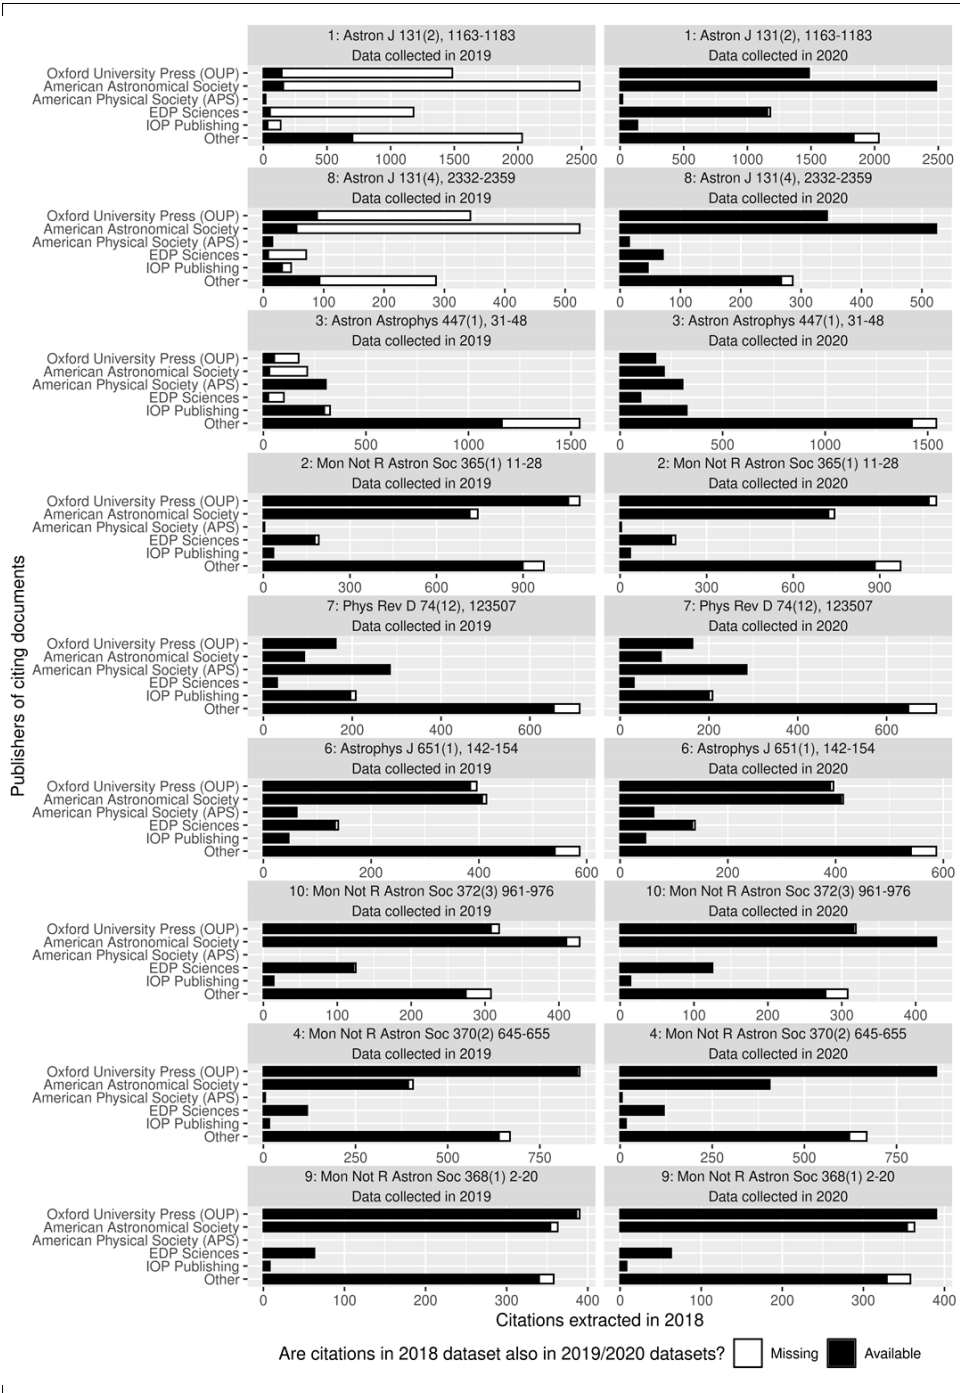 1: Astron J 131(2), 1163-1183
1: Astron J 131(2), 1163-1183
Data collected in 2019
Data collected in 2020
Oxford University Press (OUP)
American Astronomical Society
American Physical Society (APS)
EDP Sciences
IOP Publishing
Other
0 500 1000 1500 2000 2500
0 500 1000 1500 2000 2500
8: Astron J 131(4), 2332-2359
8: Astron J 131(4), 2332-2359
Data collected in 2019
Data collected in 2020
Oxford University Press (OUP)
American Astronomical Society
American Physical Society (APS)
EDP Sciences
IOP Publishing
Other
0 100 200 300 400 500
0 100 200 300 400 500
3: Astron Astrophys 447(1), 31-48
3: Astron Astrophys 447(1), 31-48
Data collected in 2019
Data collected in 2020
Oxford University Press (OUP)
American Astronomical Society
American Physical Society (APS)
EDP Sciences
IOP Publishing
Other
0 500 1000 1500
0 500 1000 1500
2: Mon Not R Astron Soc 365(1) 11-28
2: Mon Not R Astron Soc 365(1) 11-28
Data collected in 2019
Data collected in 2020
Oxford University Press (OUP)
American Astronomical Society
American Physical Society (APS)
EDP Sciences
IOP Publishing
Other
0 300 600 900
0 300 600 900
7: Phys Rev D 74(12), 123507
7: Phys Rev D 74(12), 123507
Data collected in 2019
Data collected in 2020
Oxford University Press (OUP)
American Astronomical Society
American Physical Society (APS)
EDP Sciences
IOP Publishing
Other
0 200 400 600
0 200 400 600
6: Astrophys J 651(1), 142-154
6: Astrophys J 651(1), 142-154
Data collected in 2019
Data collected in 2020
Oxford University Press (OUP)
American Astronomical Society
American Physical Society (APS)
EDP Sciences
IOP Publishing
Other
0 200 400 600
0 200 400 600
10: Mon Not R Astron Soc 372(3) 961-976
10: Mon Not R Astron Soc 372(3) 961-976
Data collected in 2019
Data collected in 2020
Oxford University Press (OUP)
American Astronomical Society
American Physical Society (APS)
EDP Sciences
IOP Publishing
Other
0 100 200 300 400
0 100 200 300 400
4: Mon Not R Astron Soc 370(2) 645-655
4: Mon Not R Astron Soc 370(2) 645-655
Data collected in 2019
Data collected in 2020
Oxford University Press (OUP)
American Astronomical Society
American Physical Society (APS)
EDP Sciences
IOP Publishing
Other
0 250 500 750
0 250 500 750
9: Mon Not R Astron Soc 368(1) 2-20
9: Mon Not R Astron Soc 368(1) 2-20
Data collected in 2019
Data collected in 2020
Oxford University Press (OUP)
American Astronomical Society
American Physical Society (APS)
EDP Sciences
IOP Publishing
Other
0 100 200 300 400
0 100 200 300 400
Publishers of citing documents
Citations extracted in 2018
Are citations in 2018 dataset also in 2019/2020 datasets? Missing Available